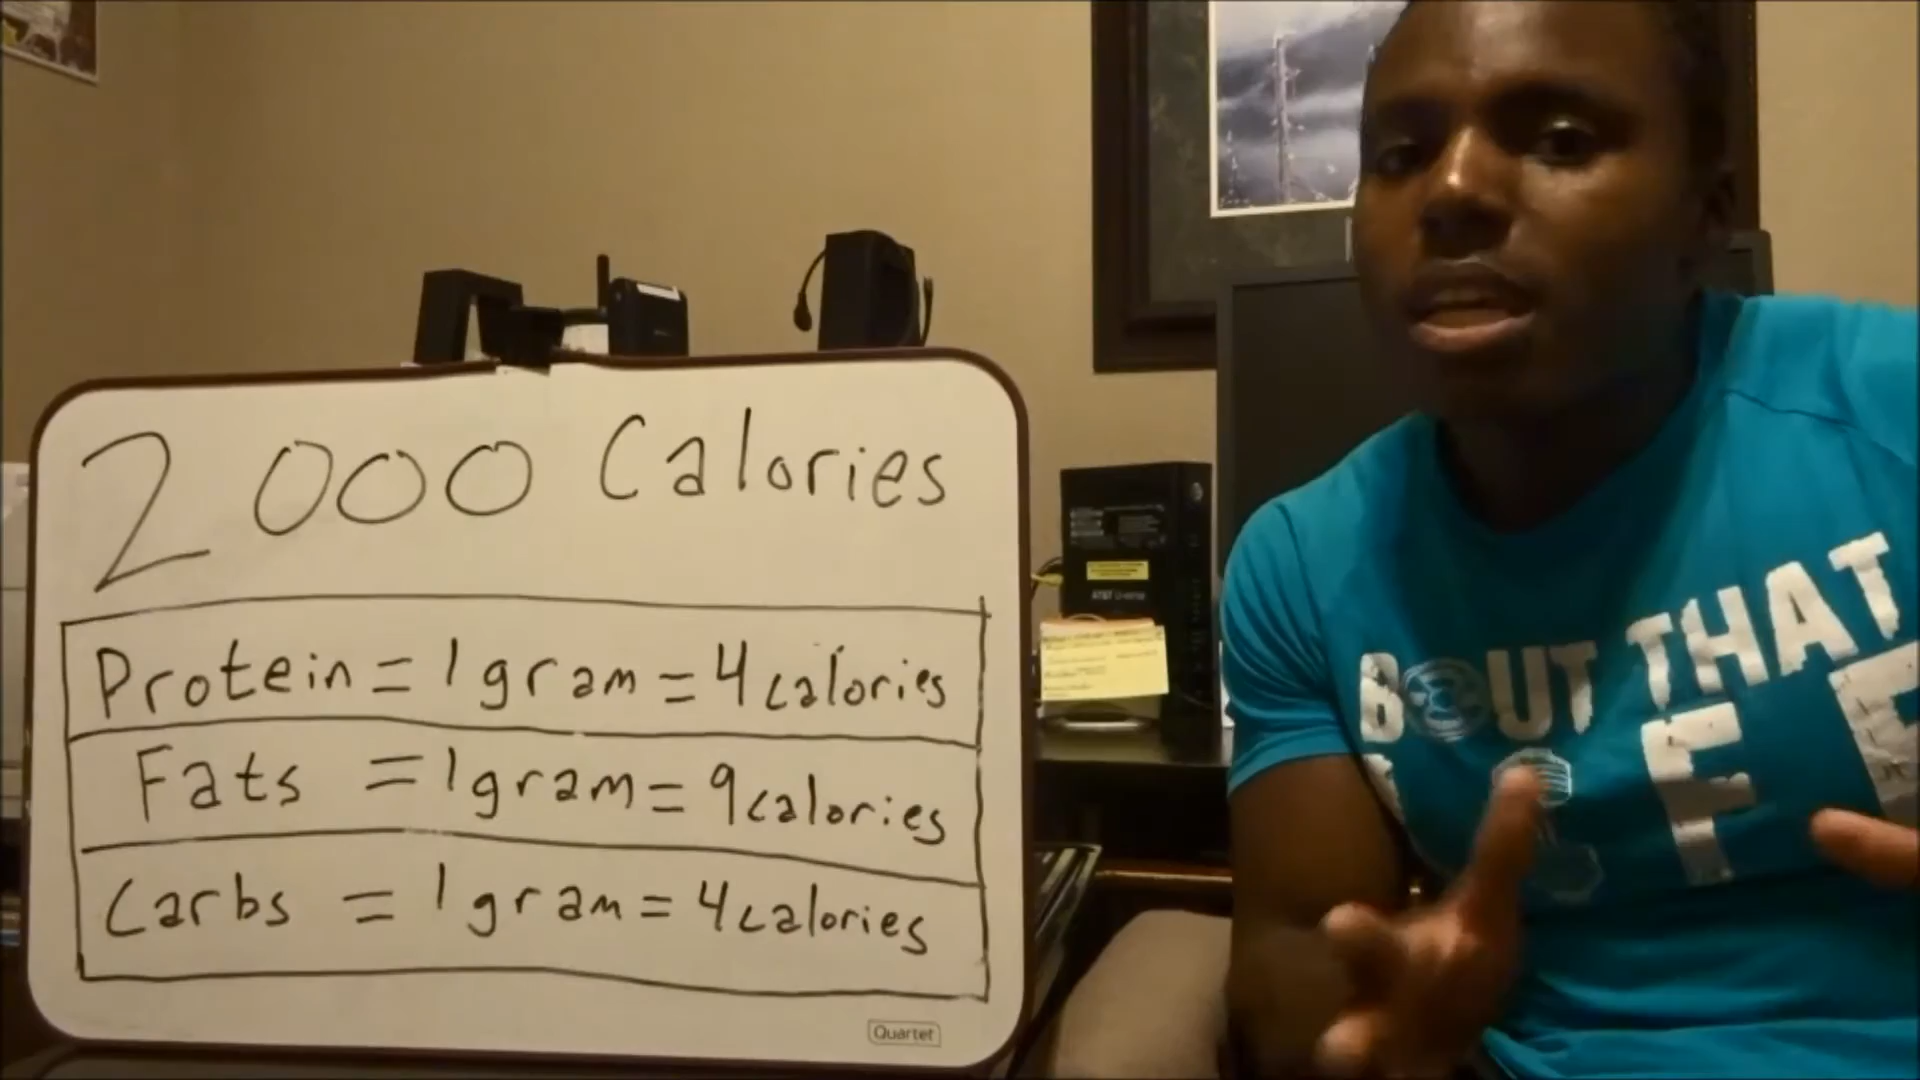 2000 Calories
Protein = 1 gram = 4 calories
Fats = 1 gram = 9 calories
Carbs = 1 gram = 4 calories
Quartet
AT&T
BOUT THAT